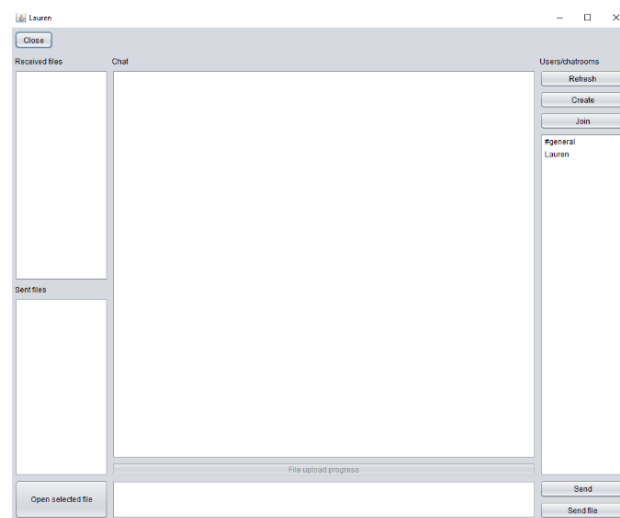 Lauren
Close
Received files
Chat
Users/chatrooms
Refresh
Create
Join
#general
Lauren
Sent files
File upload progress
Open selected file
Send
Send file